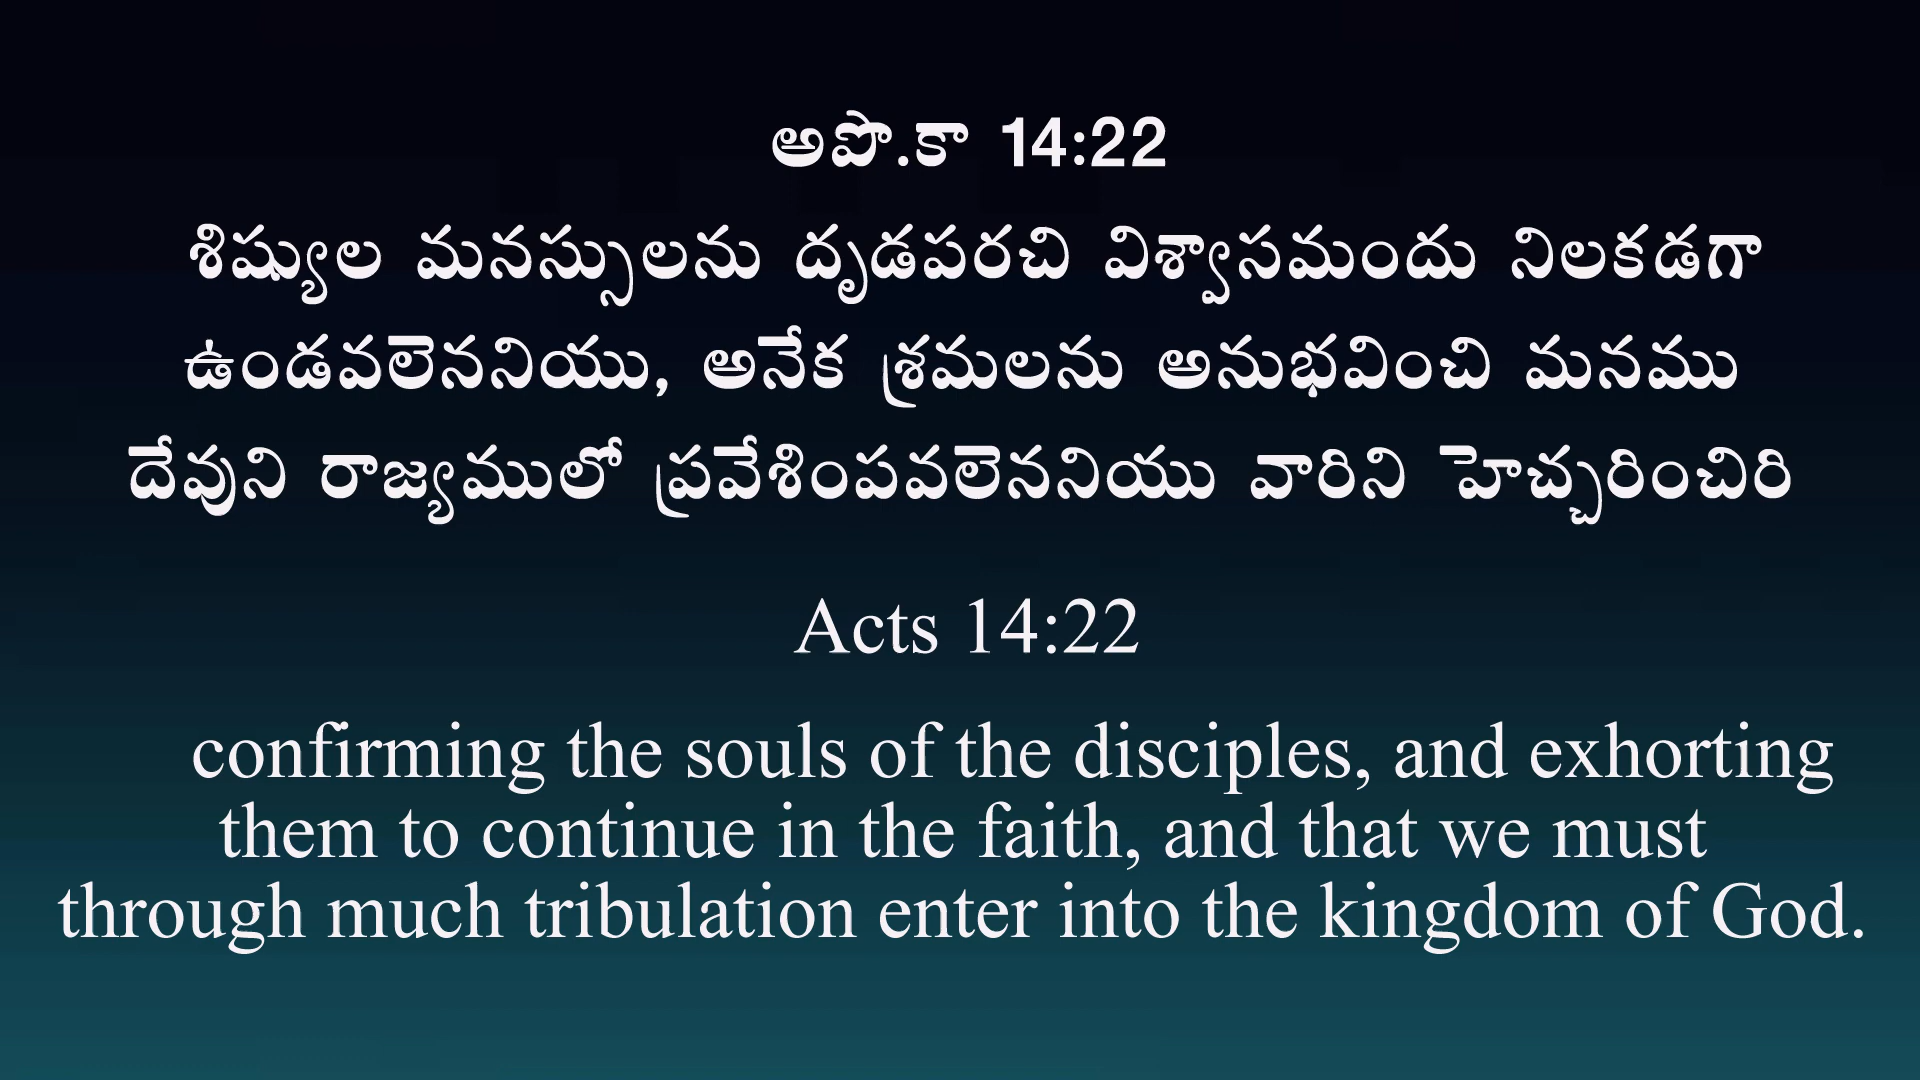 అపొ.కా 14:22
శిష్యుల మనస్సులను దృడపరచి విశ్వాసమందు నిలకడగా
ఉండవలెననియు, అనేక శ్రమలను అనుభవించి మనము
దేవుని రాజ్యములో ప్రవేశింపవలెననియు వారిని హెచ్చరించిరి
Acts 14:22
confirming the souls of the disciples, and exhorting
them to continue in the faith, and that we must
through much tribulation enter into the kingdom of God.